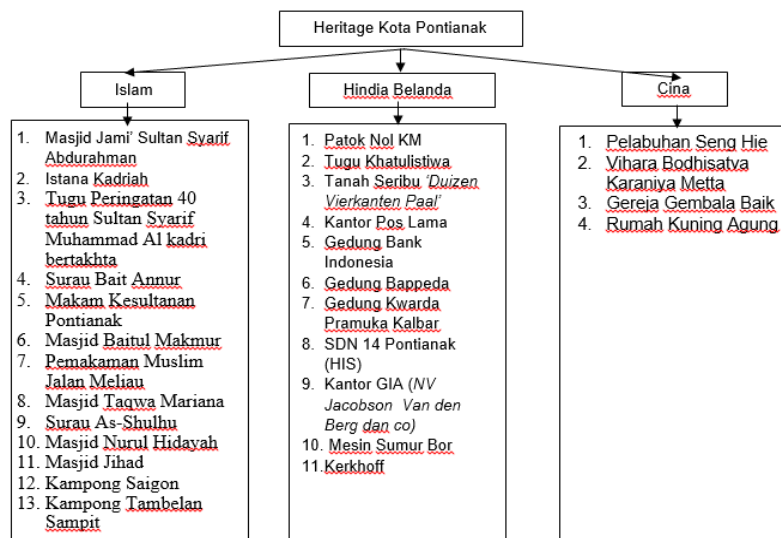 Heritage Kota Pontianak
Islam
1. Masjid Jami' Sultan Syarif
Abdurahman
2. Istana Kadriah
3. Tugu Peringatan 40
tahun Sultan Syarif
Muhammad Al kadri
bertakhta
4. Surau Bait Annur
5. Makam Kesultanan
Pontianak
6. Masjid Baitul Makmur
7. Pemakaman Muslim
Jalan Meliau
8. Masjid Taqwa Mariana
9. Surau As-Shulhu
10. Masjid Nurul Hidayah
11. Masjid Jihad
12. Kampong Saigon
13. Kampong Tambelan
Sampit
Hindia Belanda
1. Patok Nol KM
2. Tugu Khatulistiwa
3. Tanah Seribu ‘Duizen
Vierkanten Paal’
4. Kantor Pos Lama
5. Gedung Bank
Indonesia
6. Gedung Bappeda
7. Gedung Kwarda
Pramuka Kalbar
8. SDN 14 Pontianak
(HIS)
9. Kantor GIA (NV
Jacobson Van den
Berg dan co)
10. Mesin Sumur Bor
11. Kerkhoff
Cina
1. Pelabuhan Seng Hie
2. Vihara Bodhisatva
Karaniya Metta
3. Gereja Gembala Baik
4. Rumah Kuning Agung